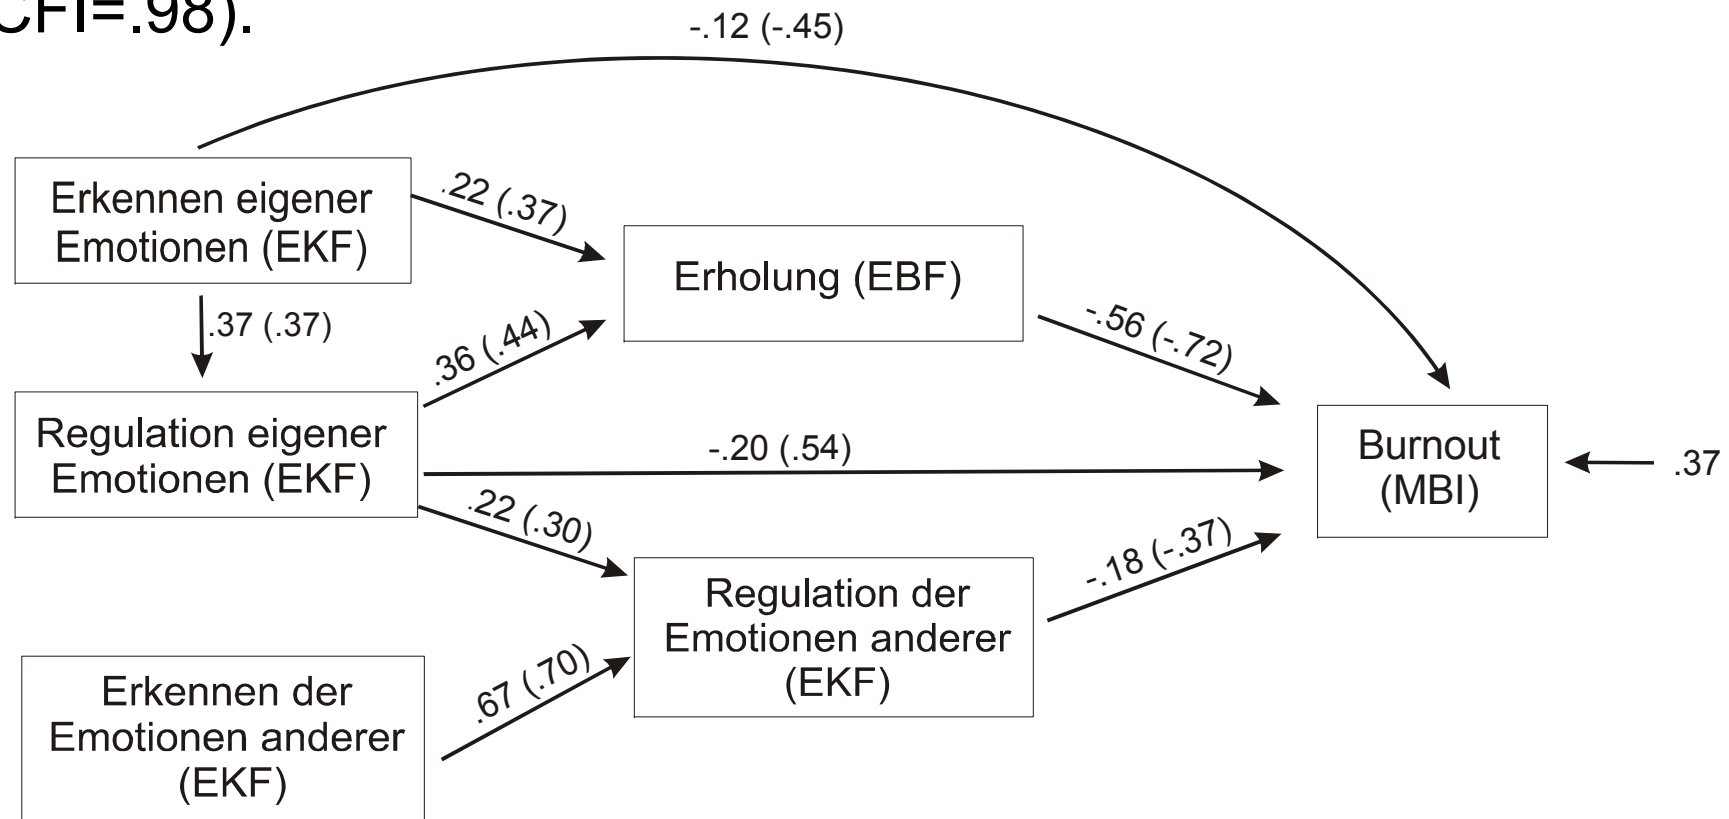 CFI=.98).
-.12 (-.45)
Erkennen eigener
Emotionen (EKF)
.22 (.37)
Erholung (EBF)
.37 (.37)
.36 (.44)
-.56 (-.72)
Regulation eigener
Emotionen (EKF)
-.20 (.54)
Burnout
(MBI)
.37
.22 (.30)
Regulation der
Emotionen anderer
(EKF)
-.18 (-.37)
Erkennen der
Emotionen anderer
(EKF)
.67 (.70)